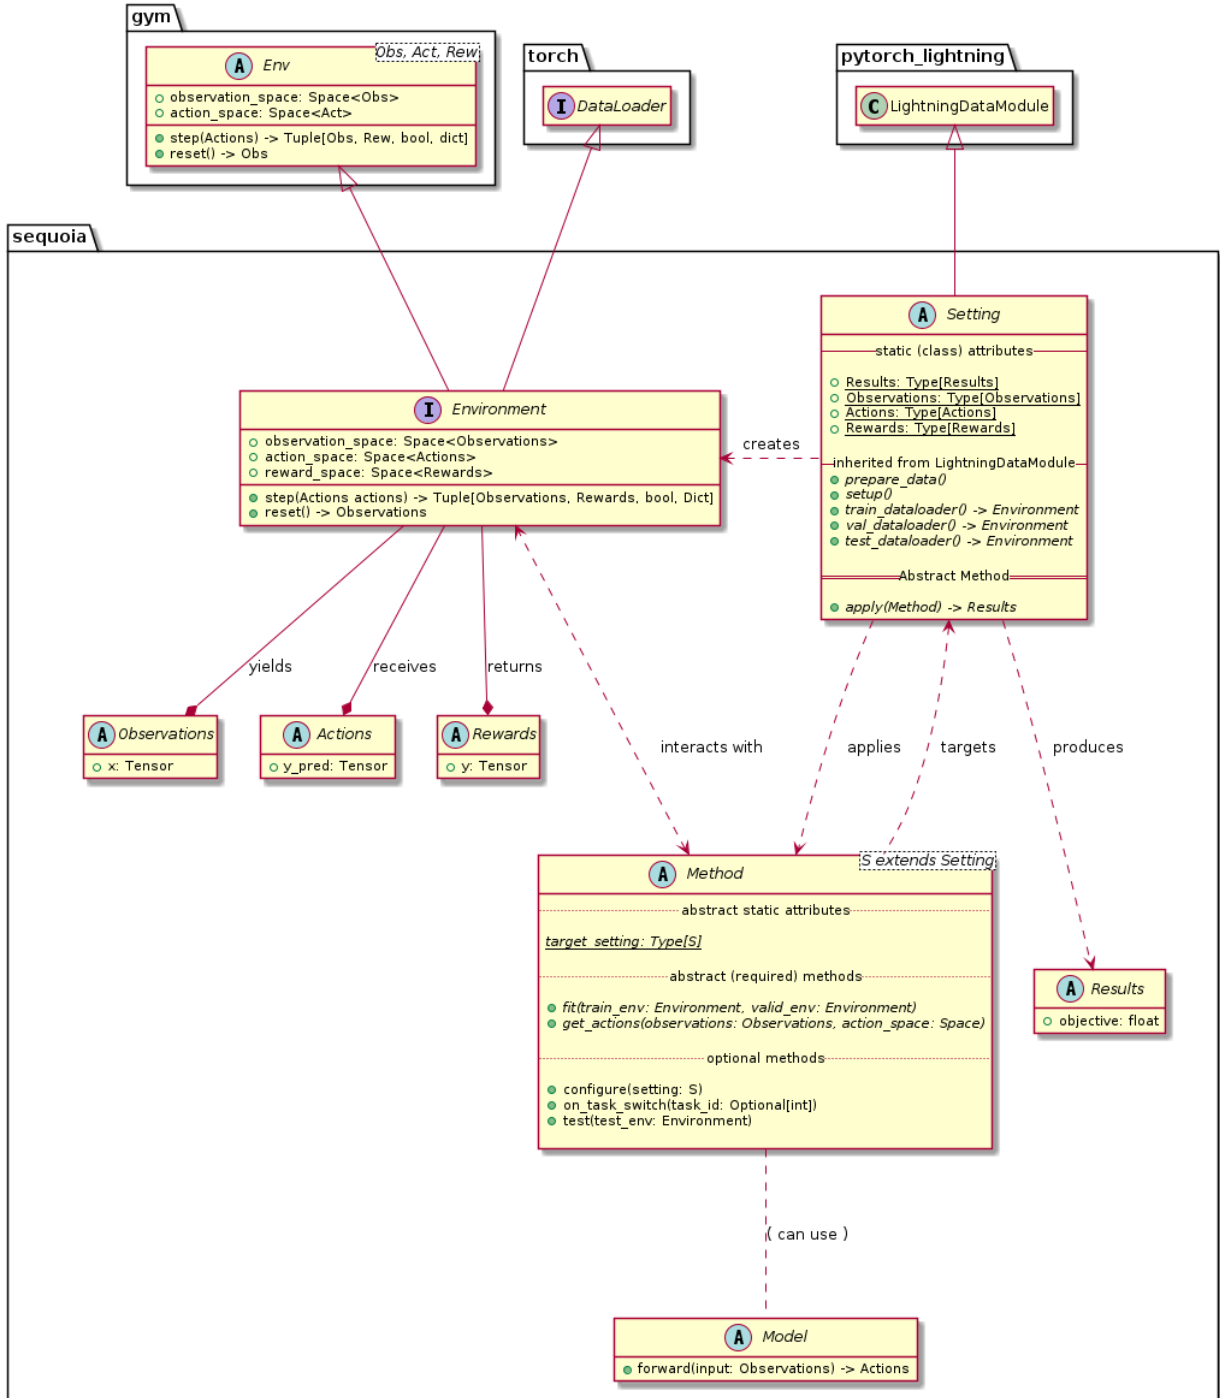 gym
Obs, Act, Rew
A Env
observation_space: Space<Obs>
action_space: Space<Act>
step(Actions) -> Tuple[Obs, Rew, bool, dict]
reset() -> Obs
torch
I DataLoader
pytorch_lightning
C LightningDataModule
sequoia
A Setting
static (class) attributes
Results: Type[Results]
Observations: Type[Observations]
Actions: Type[Actions]
Rewards: Type[Rewards]
inherited from LightningDataModule
prepare_data()
setup()
train_dataloader() -> Environment
val_dataloader() -> Environment
test_dataloader() -> Environment
Abstract Method
apply(Method) -> Results
I Environment
observation_space: Space<Observations>
action_space: Space<Actions>
reward_space: Space<Rewards>
step(Actions actions) -> Tuple[Observations, Rewards, bool, Dict]
reset() -> Observations
creates
yields
receives
returns
A Observations
x: Tensor
A Actions
y_pred: Tensor
A Rewards
y: Tensor
interacts with
applies
targets
produces
S extends Setting
A Method
abstract static attributes
target_setting: Type[S]
abstract (required) methods
fit(train_env: Environment, valid_env: Environment)
get_actions(observations: Observations, action_space: Space)
optional methods
configure(setting: S)
on_task_switch(task_id: Optional[int])
test(test_env: Environment)
A Results
objective: float
( can use )
A Model
forward(input: Observations) -> Actions